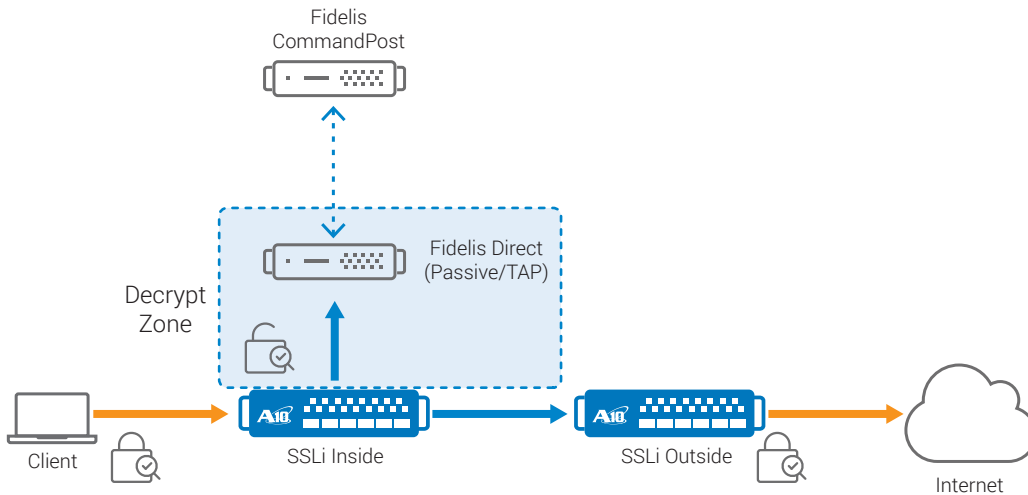 Fidelis
CommandPost
Fidelis Direct
(Passive/TAP)
Decrypt
Zone
A10
A10
Client
SSLi Inside
SSLi Outside
Internet